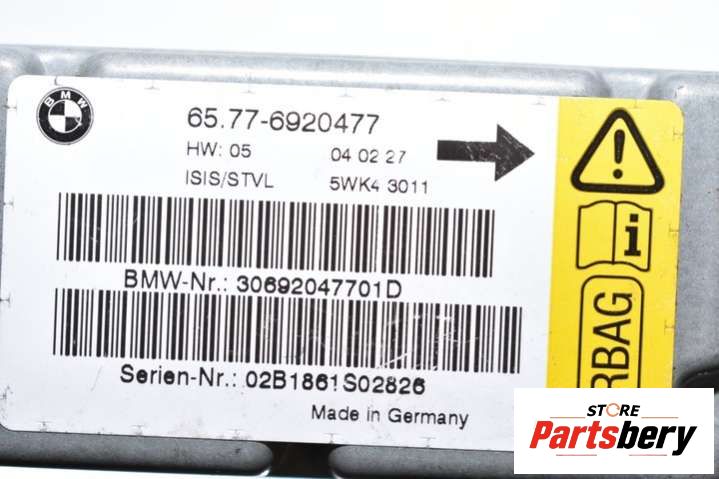 BMW
65.77-6920477
HW: 05 04 02 27
ISIS/STVL 5WK4 3011
BMW-Nr.: 30692047701D
Serien-Nr.: 02B1861S02826
Made in Germany
i
RBAG
STORE
Partsbery